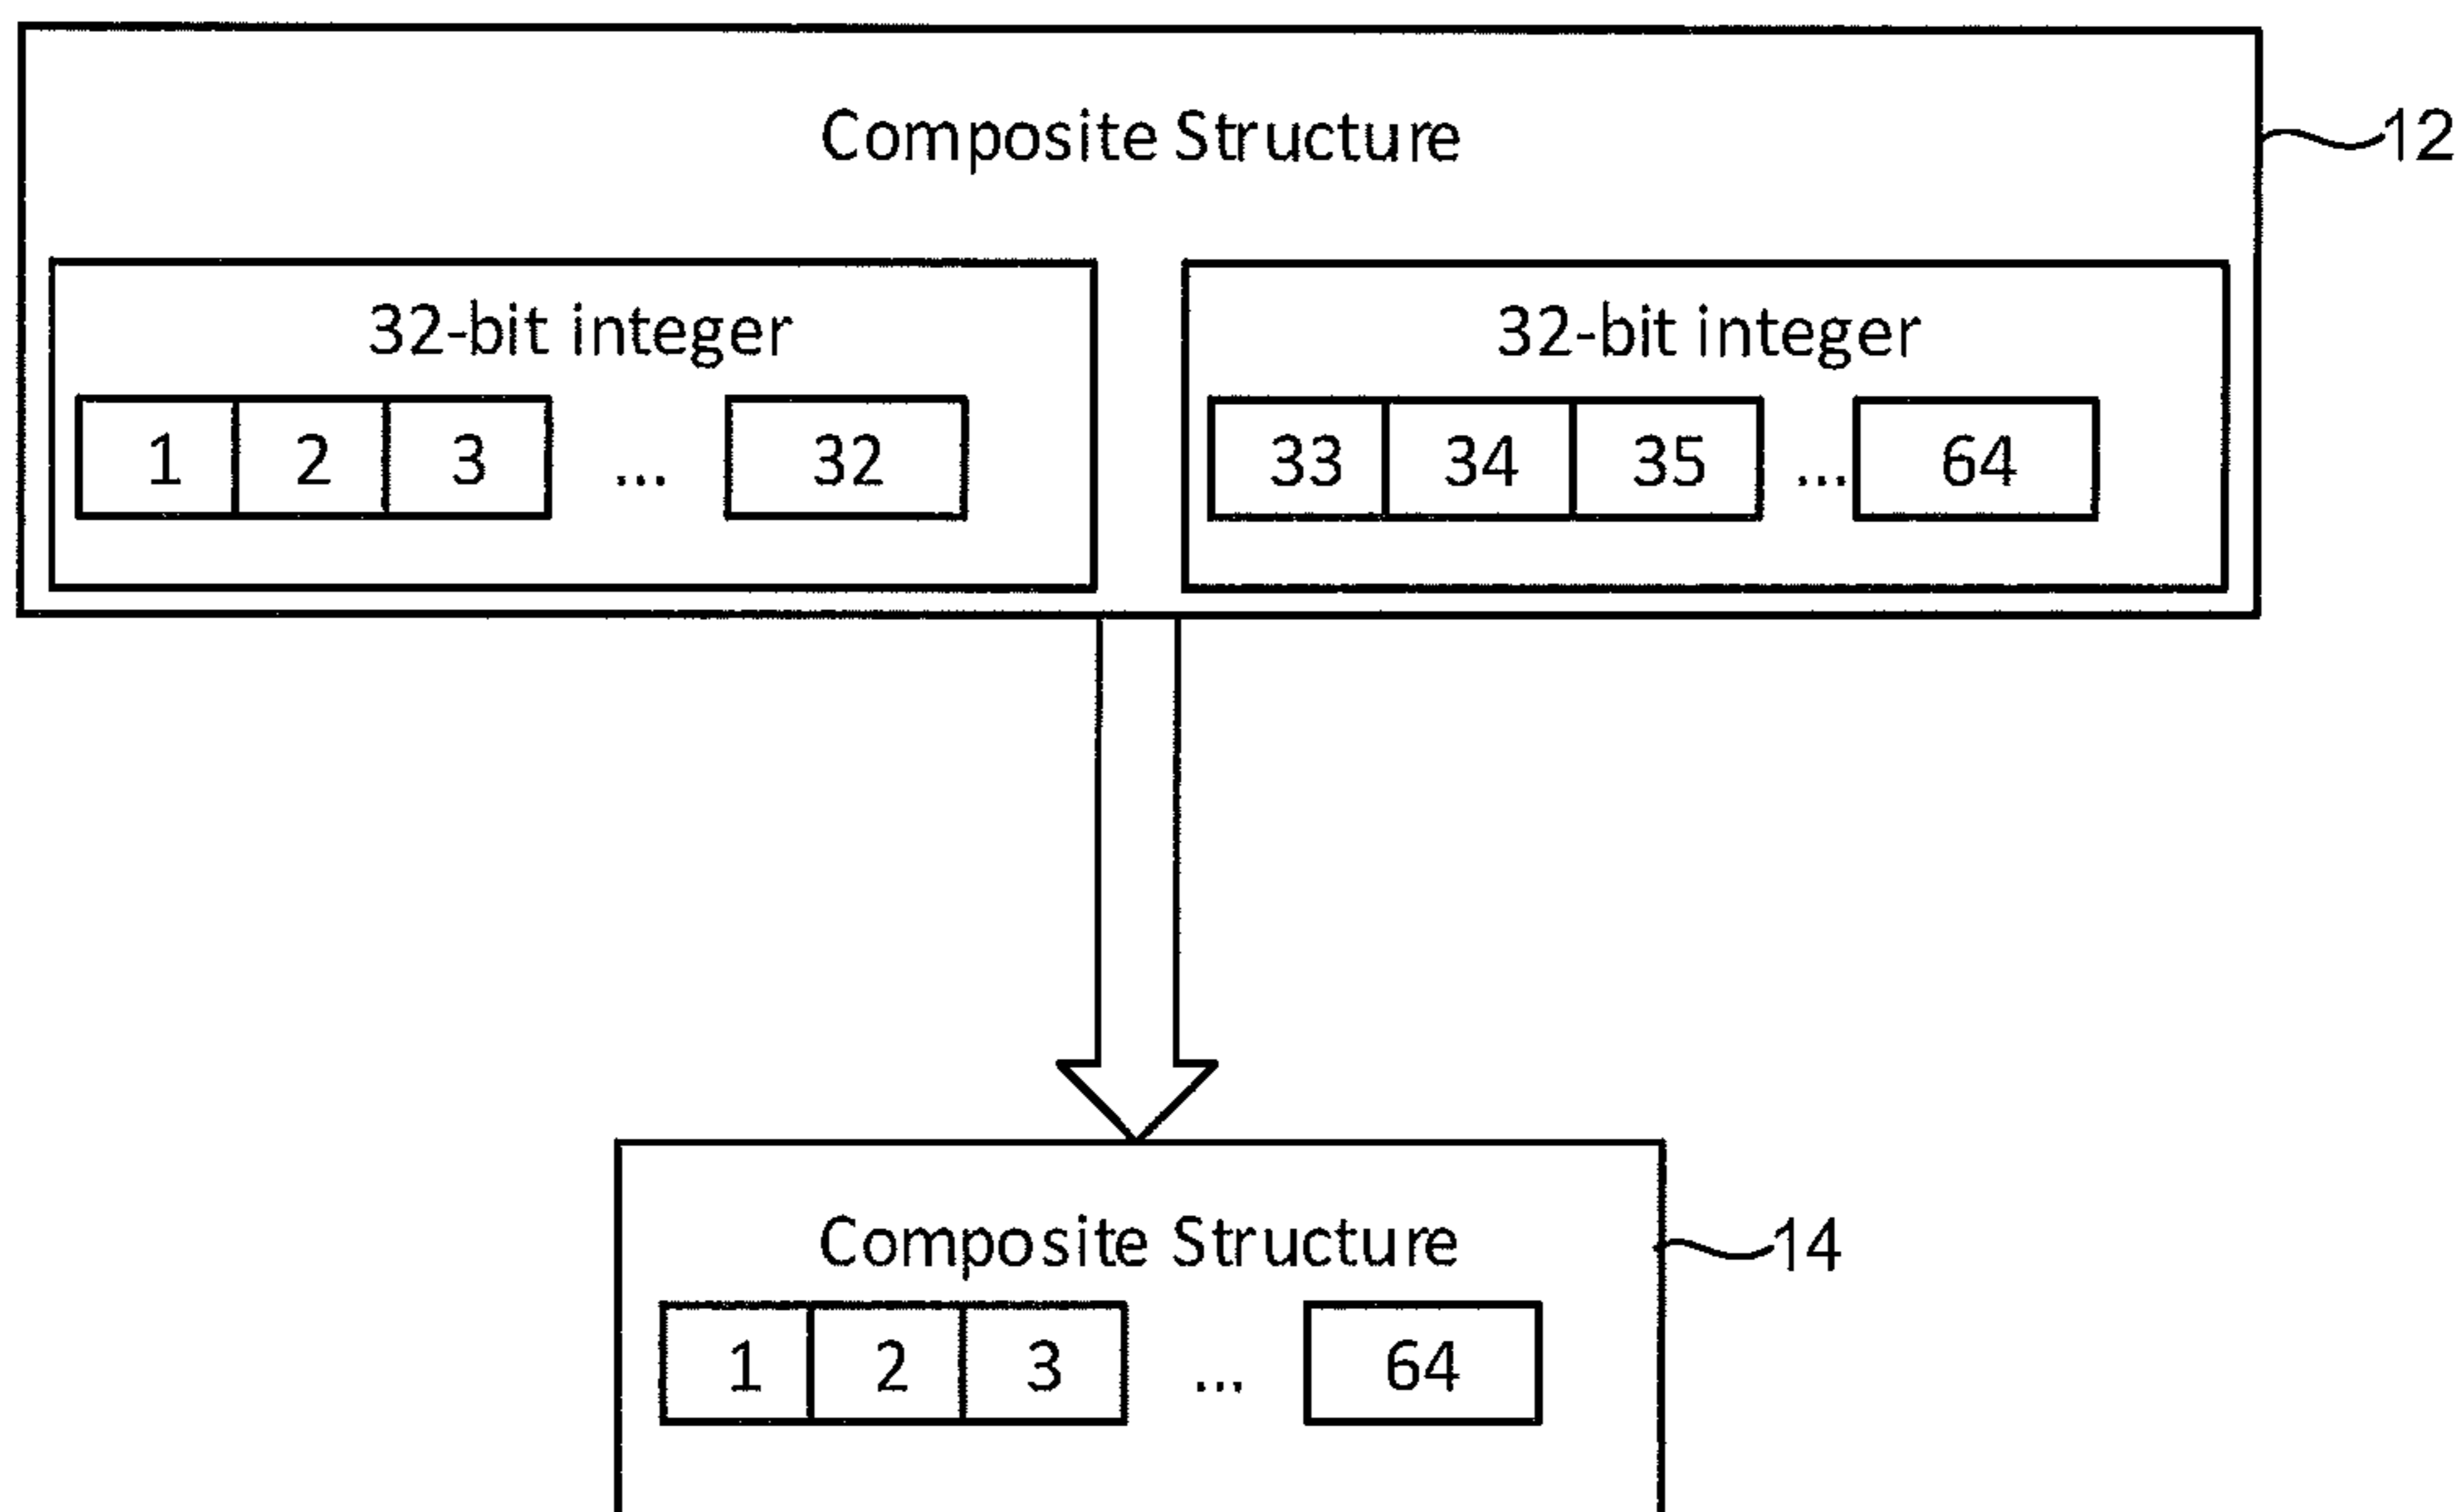 Composite Structure
12
32-bit integer
32-bit integer
1 2 3 ... 32
33 34 35 ... 64
Composite Structure
14
1 2 3 ... 64